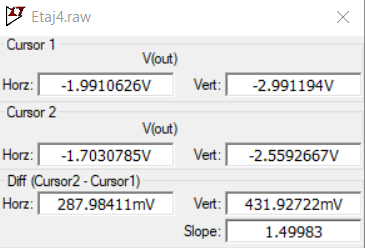 Etaj4.raw
Cursor 1
V(out)
Horz: -1.9910626V Vert: -2.991194V
Cursor 2
V(out)
Horz: -1.7030785V Vert: -2.5592667V
Diff (Cursor2 - Cursor1)
Horz: 287.98411mV Vert: 431.92722mV
Slope: 1.49983